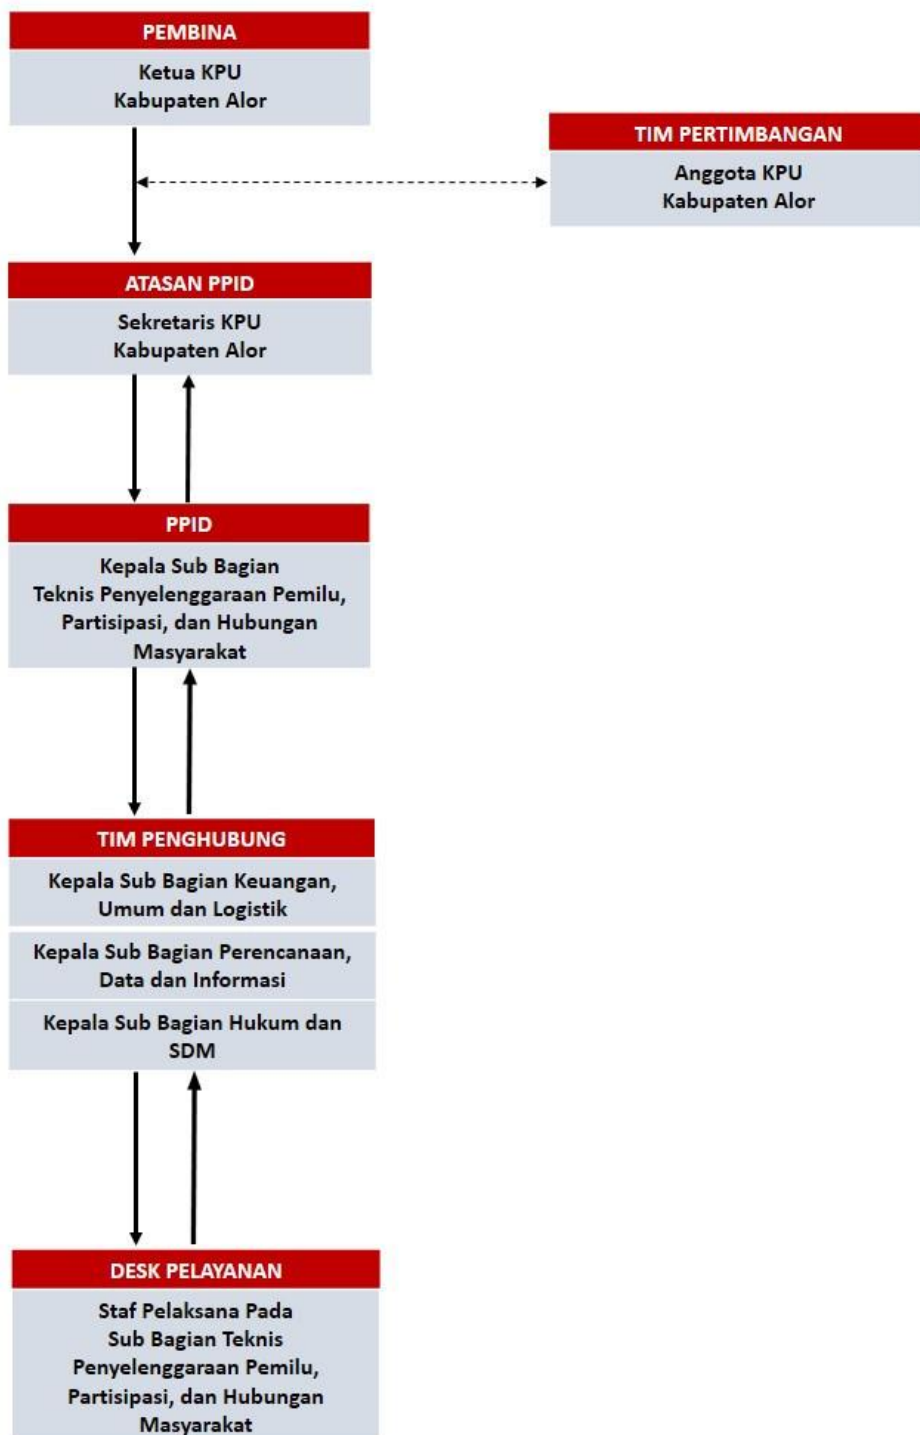 PEMBINA
Ketua KPU
Kabupaten Alor
TIM PERTIMBANGAN
Anggota KPU
Kabupaten Alor
ATASAN PPID
Sekretaris KPU
Kabupaten Alor
PPID
Kepala Sub Bagian
Teknis Penyelenggaraan Pemilu,
Partisipasi, dan Hubungan
Masyarakat
TIM PENGHUBUNG
Kepala Sub Bagian Keuangan,
Umum dan Logistik
Kepala Sub Bagian Perencanaan,
Data dan Informasi
Kepala Sub Bagian Hukum dan
SDM
DESK PELAYANAN
Staf Pelaksana Pada
Sub Bagian Teknis
Penyelenggaraan Pemilu,
Partisipasi, dan Hubungan
Masyarakat